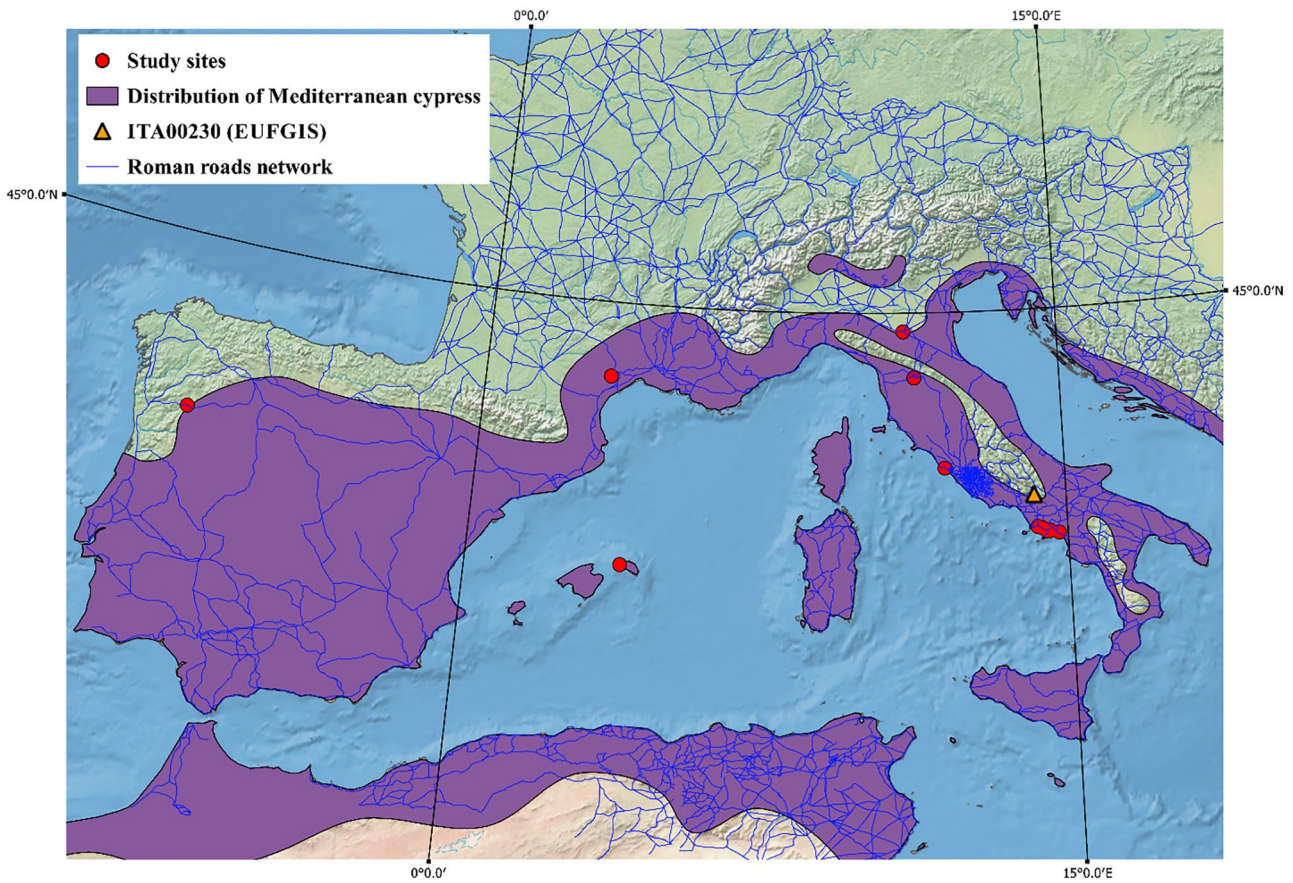 0°0.0′
15°0.0′E
Study sites
Distribution of Mediterranean cypress
ITA00230 (EUFGIS)
Roman roads network
45°0.0′N
45°0.0′N
0°0.0′
15°0.0′E